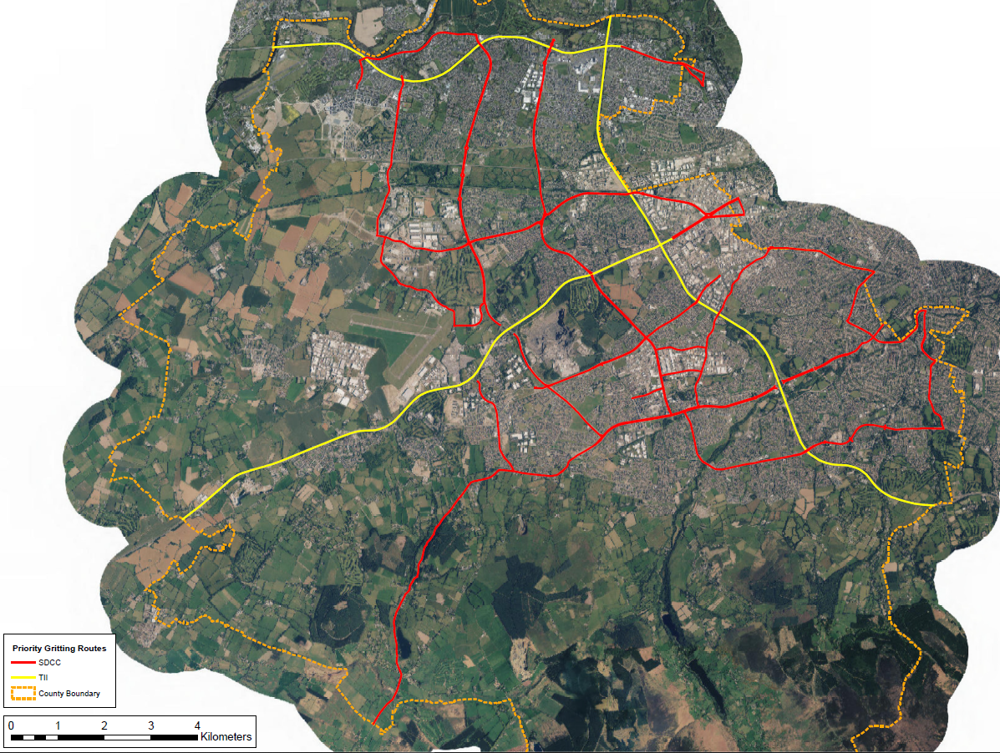 Priority Gritting Routes
SDCC
TII
County Boundary
0 1 2 3 4
Kilometers